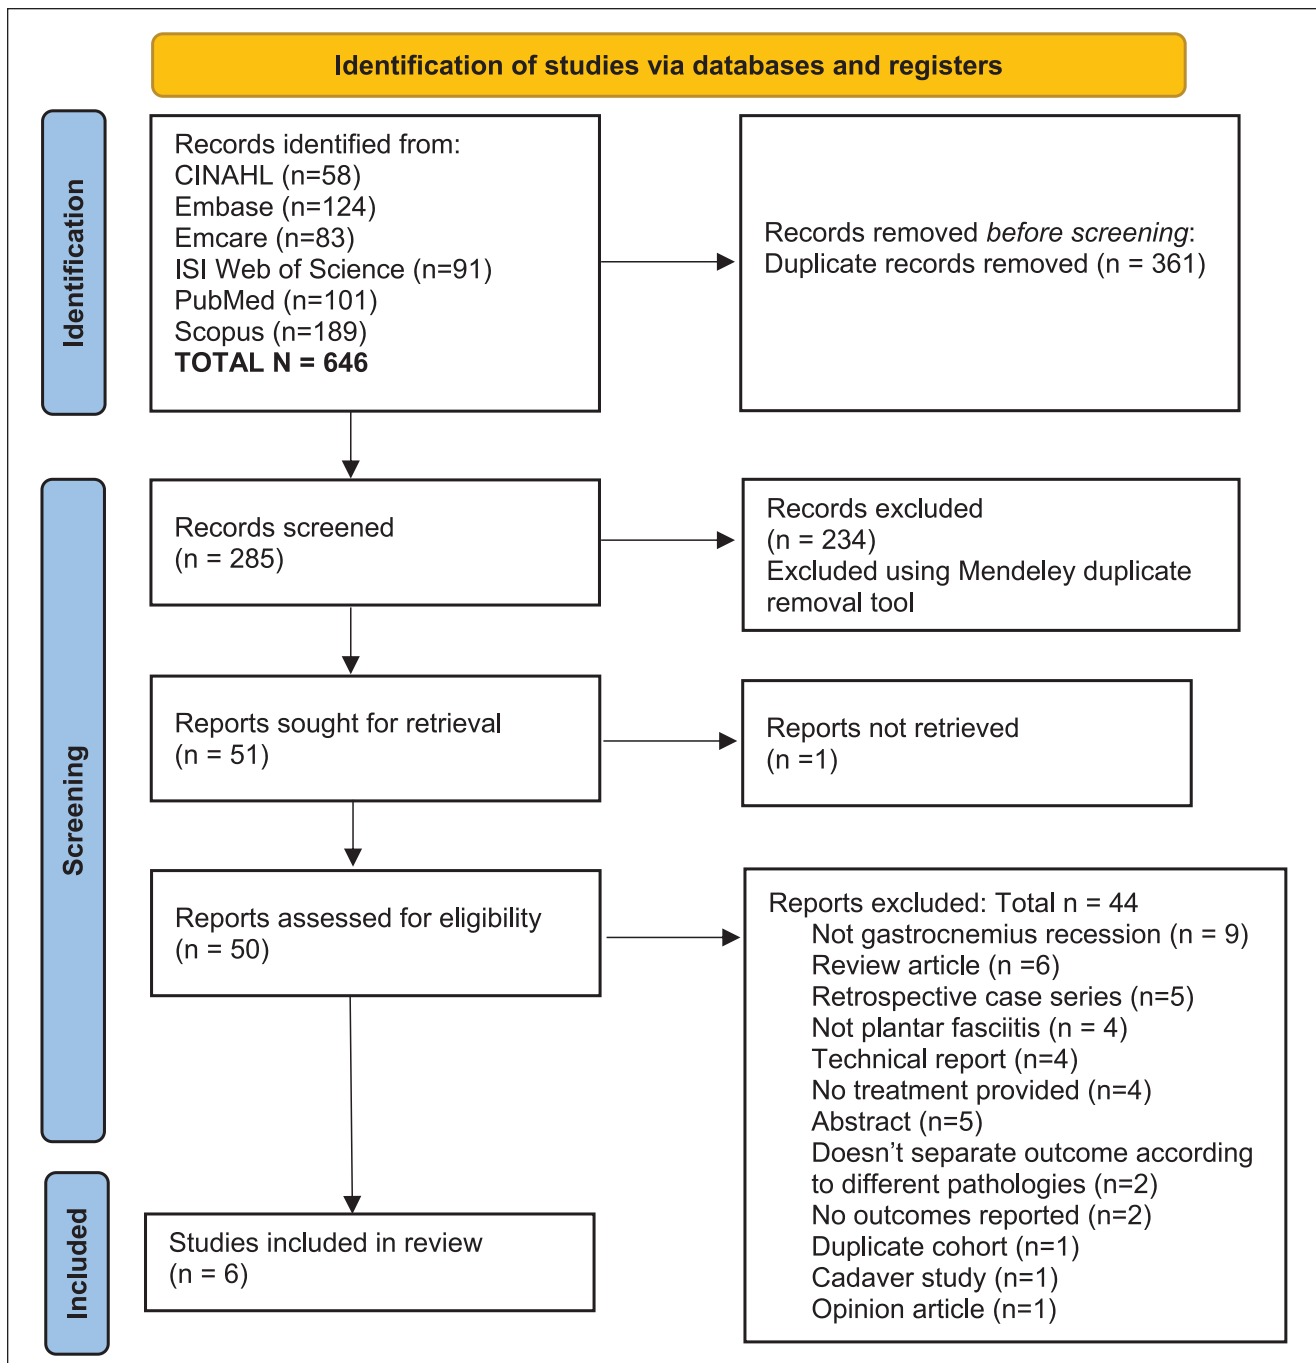 Identification of studies via databases and registers
Identification
Records identified from:
CINAHL (n=58)
Embase (n=124)
Emcare (n=83)
ISI Web of Science (n=91)
PubMed (n=101)
Scopus (n=189)
TOTAL N = 646
Records removed before screening:
Duplicate records removed (n = 361)
Screening
Records screened
(n = 285)
Records excluded
(n = 234)
Excluded using Mendeley duplicate
removal tool
Reports sought for retrieval
(n = 51)
Reports not retrieved
(n =1)
Reports assessed for eligibility
(n = 50)
Reports excluded: Total n = 44
Not gastrocnemius recession (n = 9)
Review article (n =6)
Retrospective case series (n=5)
Not plantar fasciitis (n = 4)
Technical report (n=4)
No treatment provided (n=4)
Abstract (n=5)
Doesn't separate outcome according
to different pathologies (n=2)
No outcomes reported (n=2)
Duplicate cohort (n=1)
Cadaver study (n=1)
Opinion article (n=1)
Included
Studies included in review
(n = 6)